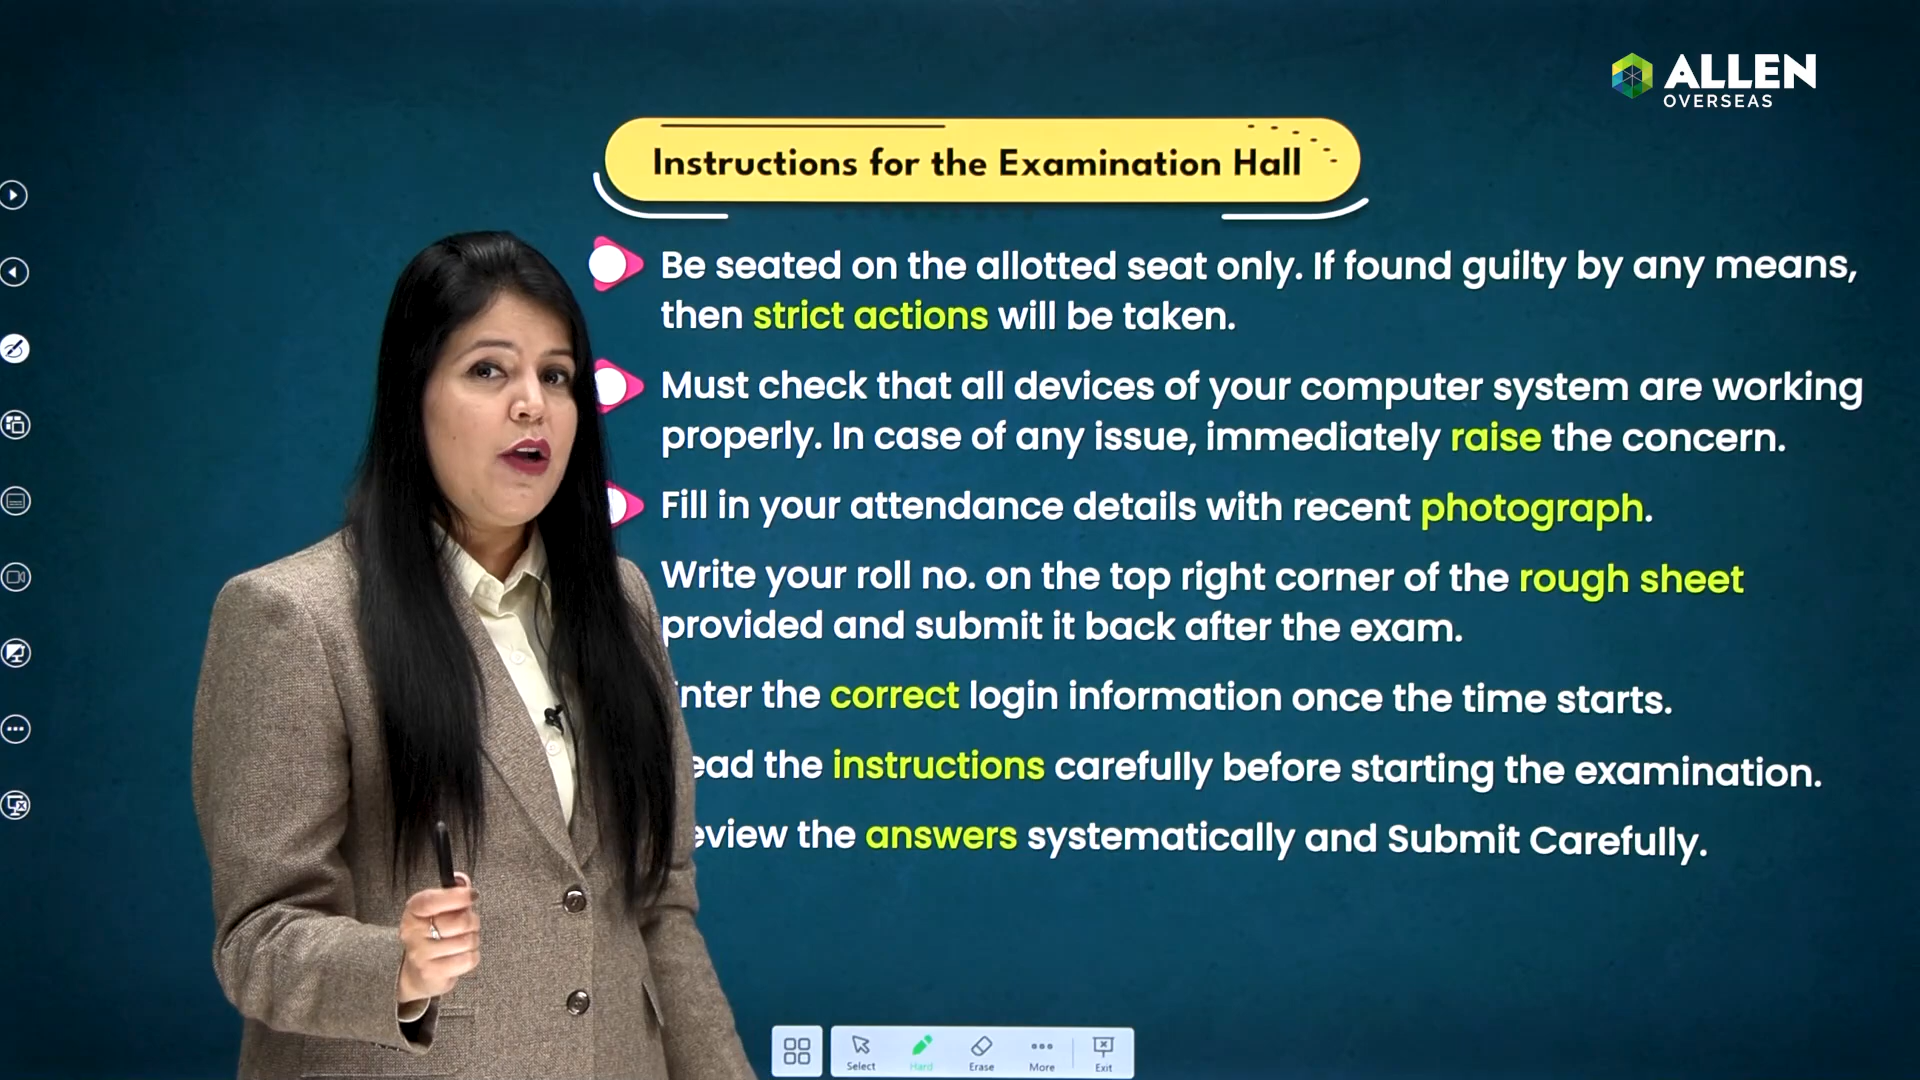 ALLEN
OVERSEAS
Instructions for the Examination Hall
Be seated on the allotted seat only. If found guilty by any means,
then strict actions will be taken.
Must check that all devices of your computer system are working
properly. In case of any issue, immediately raise the concern.
Fill in your attendance details with recent photograph.
Write your roll no. on the top right corner of the rough sheet
provided and submit it back after the exam.
nter the correct login information once the time starts.
ead the instructions carefully before starting the examination.
eview the answers systematically and Submit Carefully.
Select
Hard
Erase
More
Exit